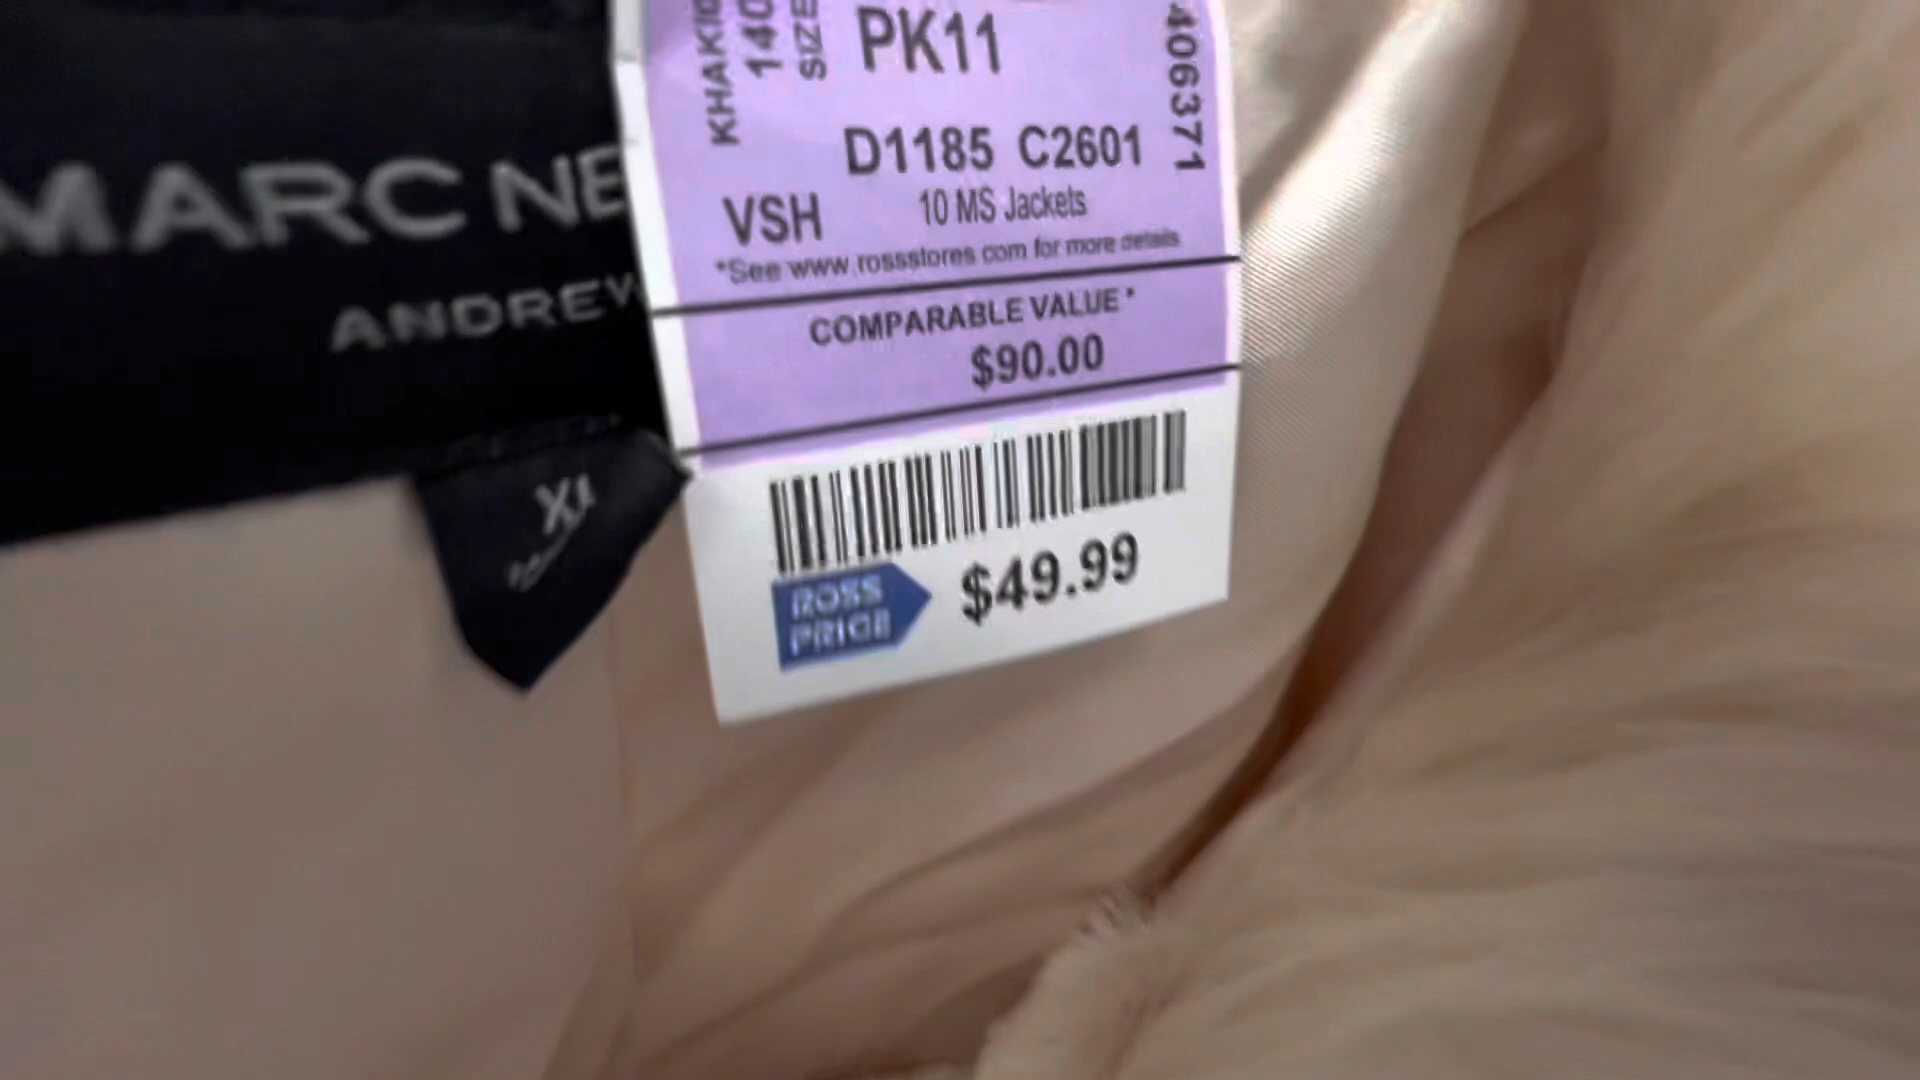 MARC NE
ANDREW
XL
KHAKI
140
SIZE
PK11
406371
D1185 C2601
VSH
10 MS Jackets
*See www.rossstores.com for more details.
COMPARABLE VALUE*
$90.00
ROSS
PRICE
$49.99